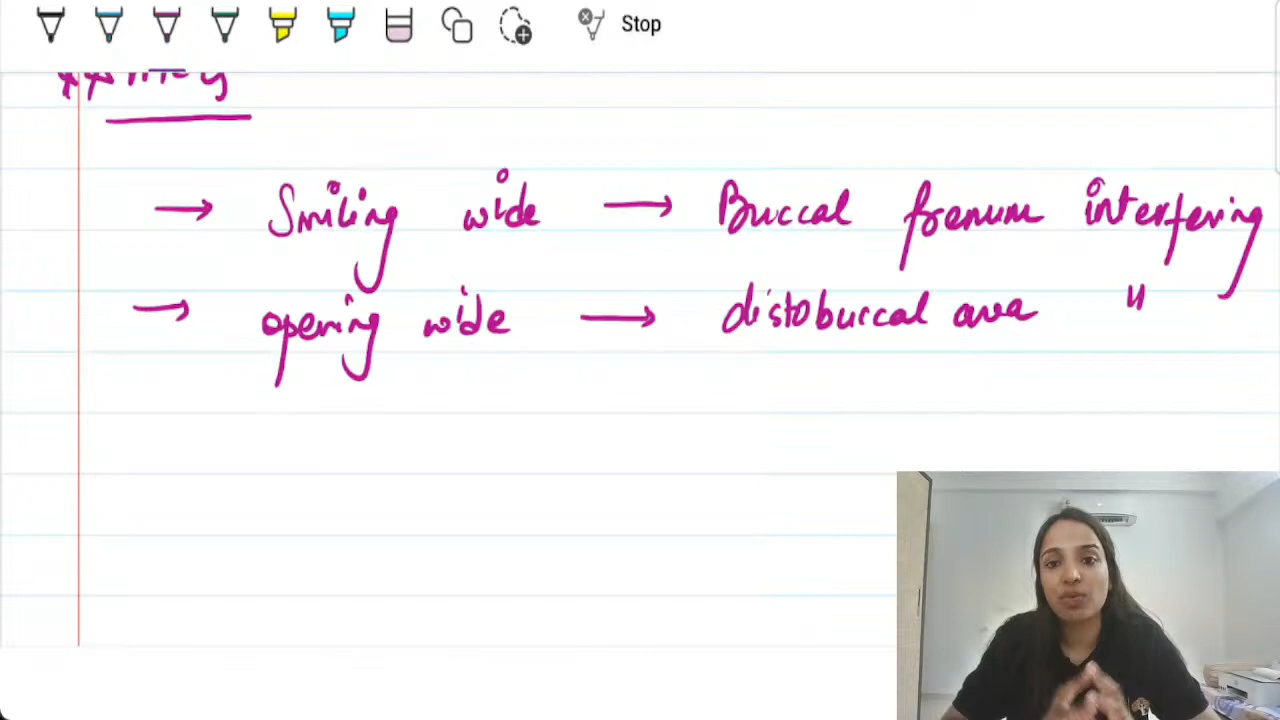 Stop
→ Smiling wide → Buccal frenum interfering
→ opening wide → distobuccal area "